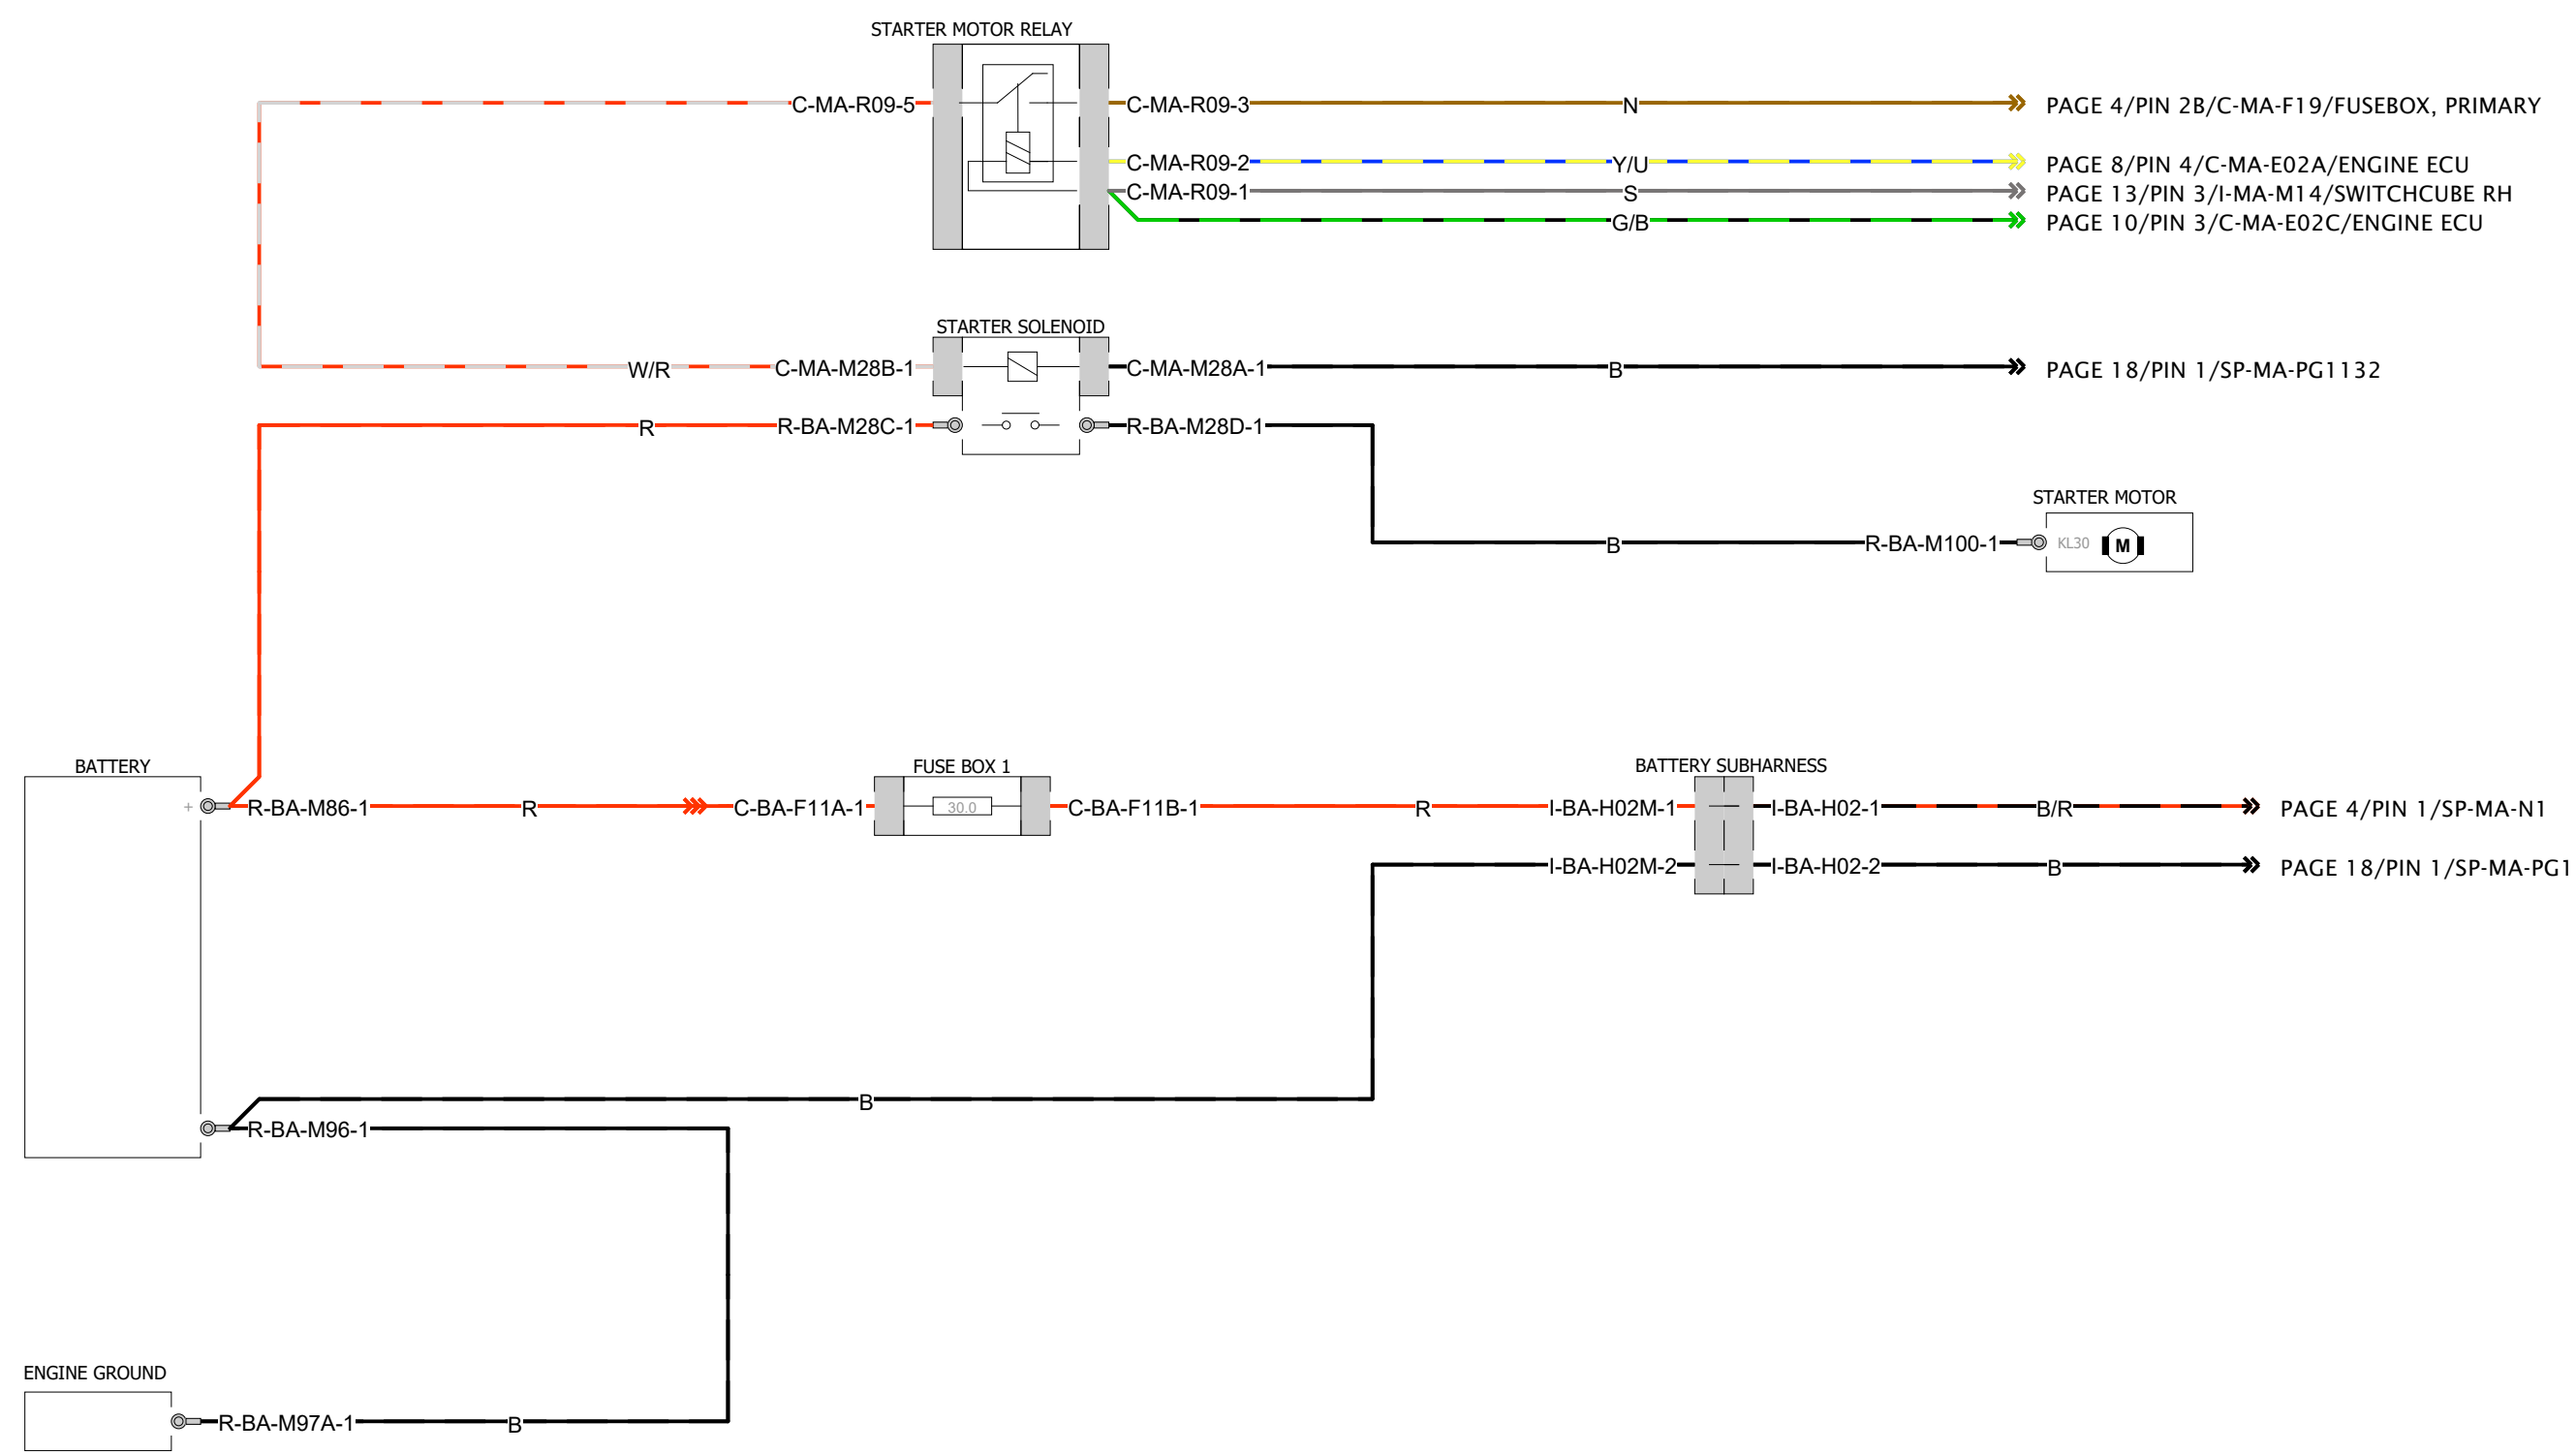 STARTER MOTOR RELAY
C-MA-R09-5
C-MA-R09-3
N
PAGE 4/PIN 2B/C-MA-F19/FUSEBOX, PRIMARY
C-MA-R09-2
Y/U
PAGE 8/PIN 4/C-MA-E02A/ENGINE ECU
C-MA-R09-1
S
PAGE 13/PIN 3/I-MA-M14/SWITCHCUBE RH
G/B
PAGE 10/PIN 3/C-MA-E02C/ENGINE ECU
STARTER SOLENOID
W/R
C-MA-M28B-1
C-MA-M28A-1
B
PAGE 18/PIN 1/SP-MA-PG1132
R
R-BA-M28C-1
R-BA-M28D-1
STARTER MOTOR
B
R-BA-M100-1
KL30
M
BATTERY
FUSE BOX 1
BATTERY SUBHARNESS
+
R-BA-M86-1
R
C-BA-F11A-1
30.0
C-BA-F11B-1
R
I-BA-H02M-1
I-BA-H02-1
B/R
PAGE 4/PIN 1/SP-MA-N1
I-BA-H02M-2
I-BA-H02-2
B
PAGE 18/PIN 1/SP-MA-PG1
B
R-BA-M96-1
ENGINE GROUND
R-BA-M97A-1
B